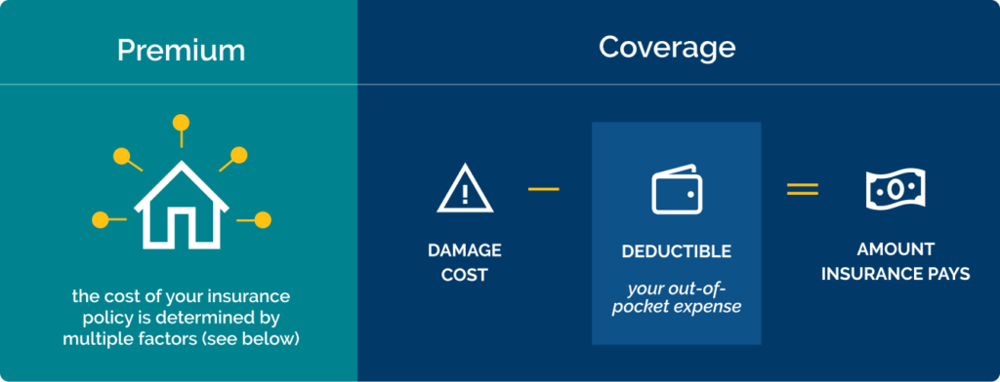 Premium
the cost of your insurance
policy is determined by
multiple factors (see below)
Coverage
DAMAGE
COST
DEDUCTIBLE
your out-of-
pocket expense
AMOUNT
INSURANCE PAYS